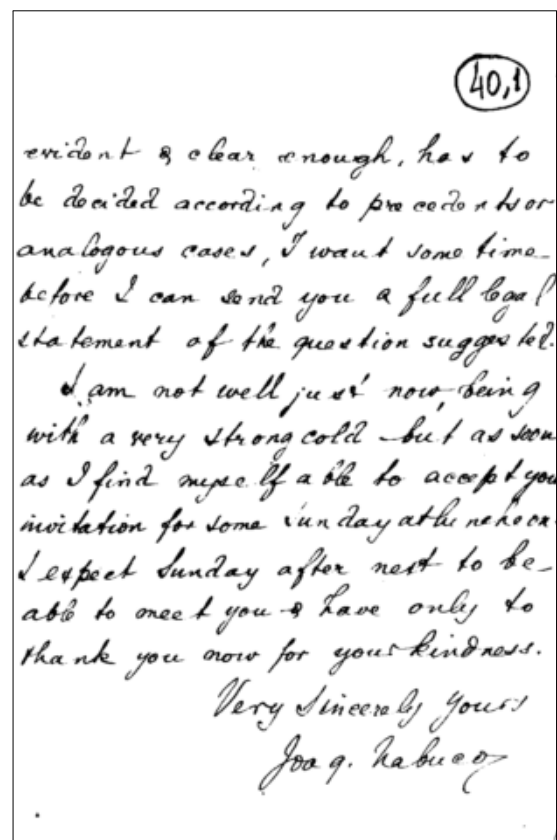 40,1
evident & clear enough, has to
be decided according to precedents or
analogous cases, I want some time
before I can send you a full legal
statement of the question suggested.
I am not well just now, being
with a very strong cold but as soon
as I find myself able to accept you
invitation for some sunday
I expect Sunday after next to be
able to meet you & have only to
thank you now for your kindness.
Very Sincerely Yours
Joaq. Nabuco